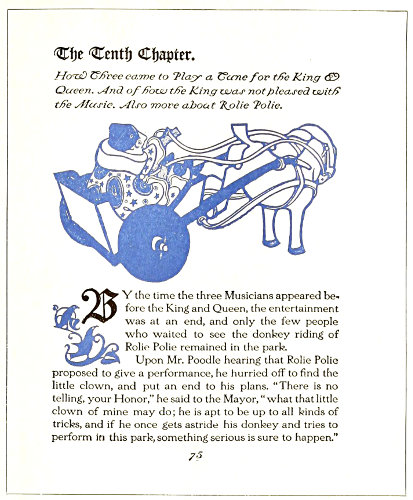 The Tenth Chapter.
How Three came to Play a Tune for the King &
Queen. And of how the King was not pleased with
the Music. Also more about Rolie Polie.
BY the time the three Musicians appeared be-
fore the King and Queen, the entertainment
was at an end, and only the few people
who waited to see the donkey riding of
Rolie Polie remained in the park.
Upon Mr. Poodle hearing that Rolie Polie
proposed to give a performance, he hurried off to find the
little clown, and put an end to his plans. "There is no
telling, your Honor," he said to the Mayor, "what that little
clown of mine may do; he is apt to be up to all kinds of
tricks, and if he once gets astride his donkey and tries to
perform in this park, something serious is sure to happen."
75